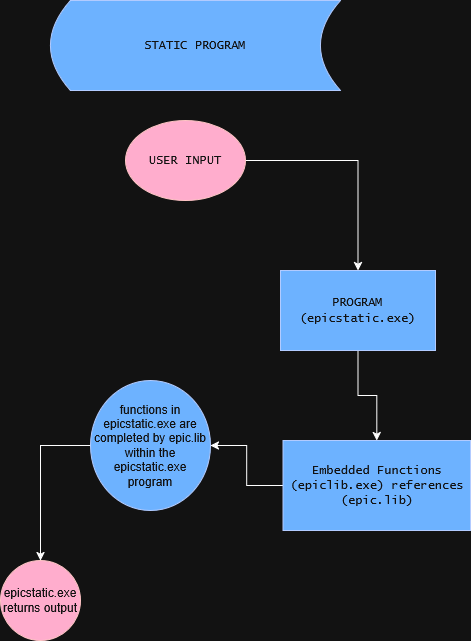 STATIC PROGRAM
USER INPUT
PROGRAM
(epicstatic.exe)
Embedded Functions
(epiclib.exe) references
(epic.lib)
functions in
epicstatic.exe are
completed by epic.lib
within the
epicstatic.exe
program
epicstatic.exe
returns output